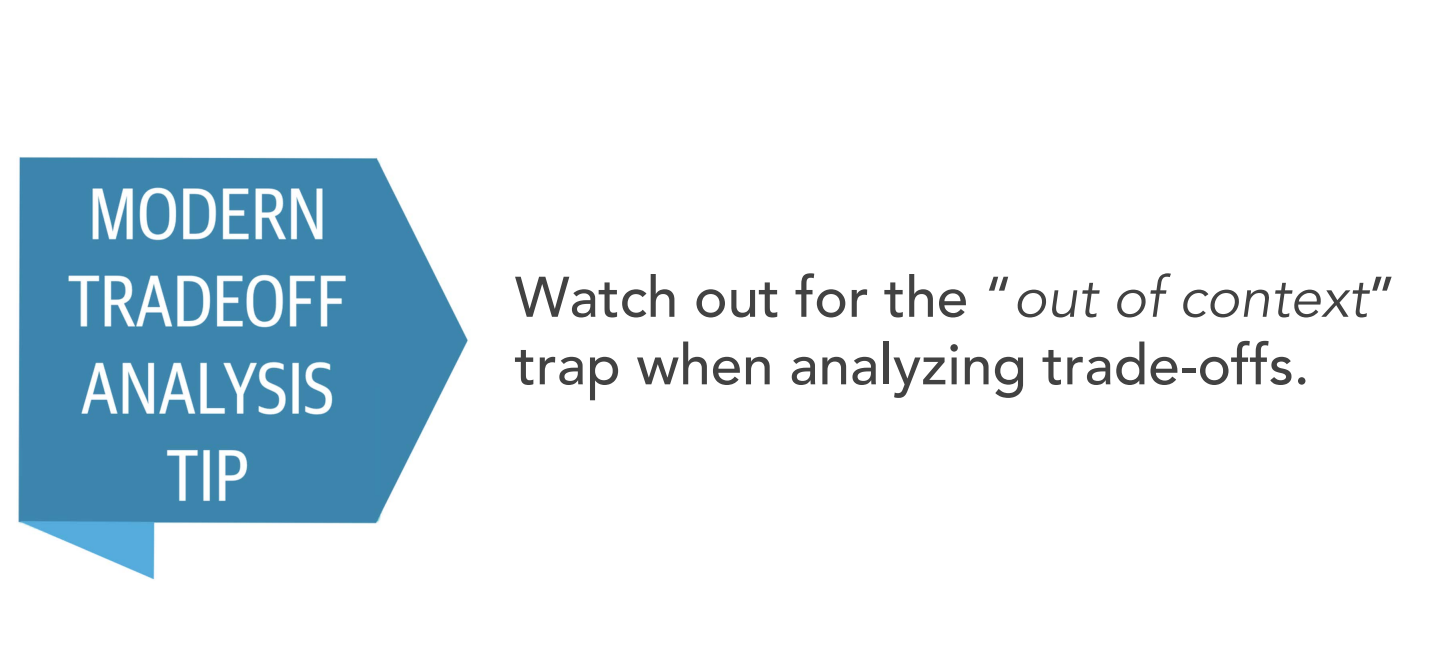 MODERN
TRADEOFF
ANALYSIS
TIP
Watch out for the “out of context”
trap when analyzing trade-offs.